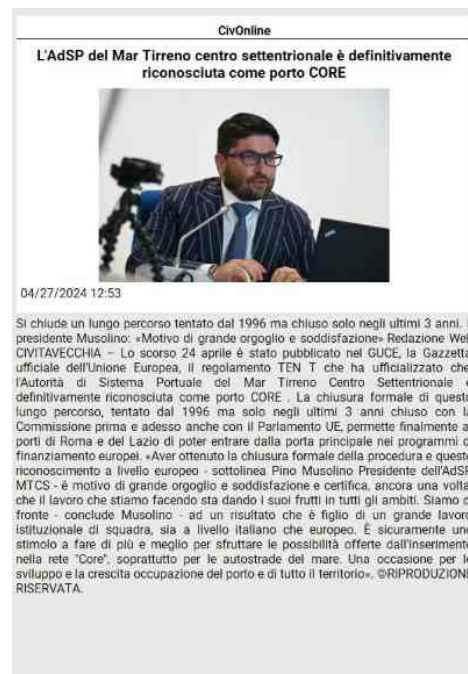 CivOnline
L'AdSP del Mar Tirreno centro settentrionale è definitivamente
riconosciuta come porto CORE
04/27/2024 12:53
Si chiude un lungo percorso tentato dal 1996 ma chiuso solo negli ultimi 3 anni.
presidente Musolino: «Motivo di grande orgoglio e soddisfazione» Redazione Web
CIVITAVECCHIA – Lo scorso 24 aprile è stato pubblicato nel GUCE, la Gazzetta
ufficiale dell'Unione Europea, il regolamento TEN T che ha ufficializzato che
l'Autorità di Sistema Portuale del Mar Tirreno Centro Settentrionale è
definitivamente riconosciuta come porto CORE . La chiusura formale di questo
lungo percorso, tentato dal 1996 ma solo negli ultimi 3 anni chiuso con la
Commissione prima e adesso anche con il Parlamento UE, permette finalmente ai
porti di Roma e del Lazio di poter entrare dalla porta principale nei programmi di
finanziamento europei. «Aver ottenuto la chiusura formale della procedura e questo
riconoscimento a livello europeo - sottolinea Pino Musolino Presidente dell'AdSP
MTCS - è motivo di grande orgoglio e soddisfazione e certifica, ancora una volta,
che il lavoro che stiamo facendo sta dando i suoi frutti in tutti gli ambiti. Siamo di
fronte - conclude Musolino - ad un risultato che è figlio di un grande lavoro
istituzionale di squadra, sia a livello italiano che europeo. È sicuramente uno
stimolo a fare di più e meglio per sfruttare le possibilità offerte dall'inserimento
nella rete "Core", soprattutto per le autostrade del mare. Una occasione per lo
sviluppo e la crescita occupazione del porto e di tutto il territorio». ©RIPRODUZIONE
RISERVATA.